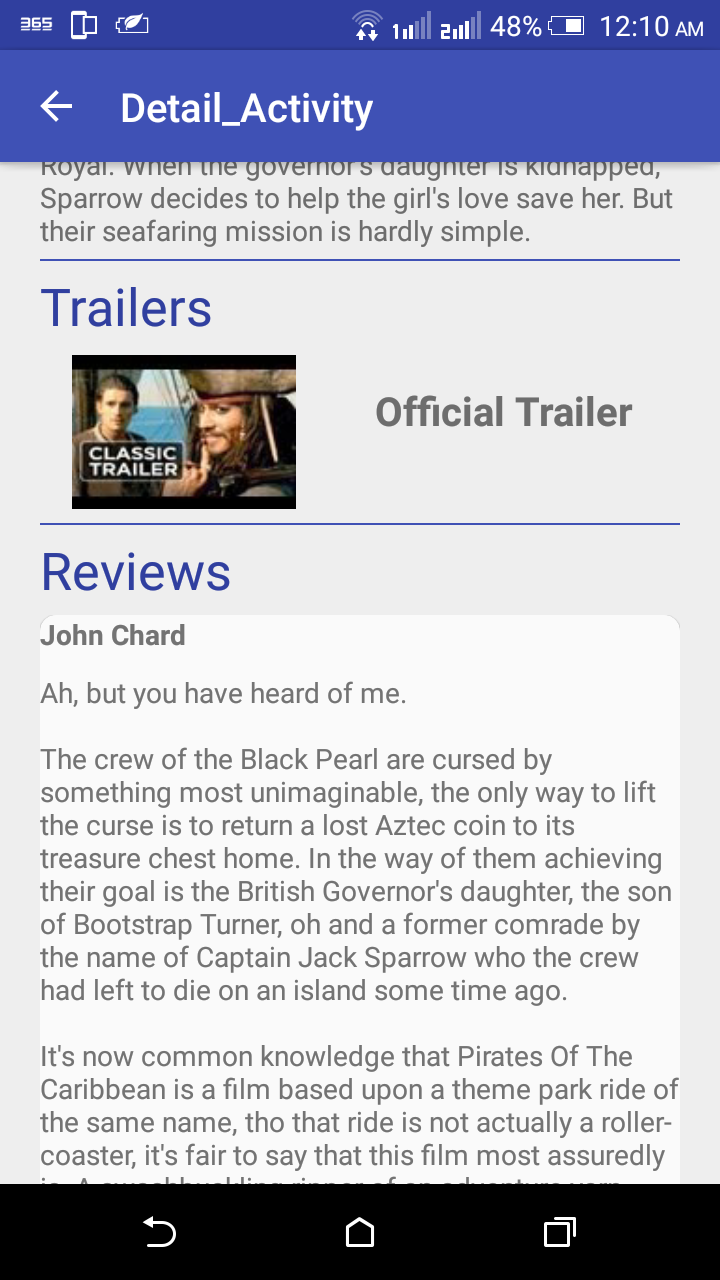 365 1 2 48% 12:10 AM
Detail_Activity
Royal. When the governor's daughter is kidnapped,
Sparrow decides to help the girl's love save her. But
their seafaring mission is hardly simple.
Trailers
CLASSIC
TRAILER
Official Trailer
Reviews
John Chard
Ah, but you have heard of me.
The crew of the Black Pearl are cursed by
something most unimaginable, the only way to lift
the curse is to return a lost Aztec coin to its
treasure chest home. In the way of them achieving
their goal is the British Governor's daughter, the son
of Bootstrap Turner, oh and a former comrade by
the name of Captain Jack Sparrow who the crew
had left to die on an island some time ago.
It's now common knowledge that Pirates Of The
Caribbean is a film based upon a theme park ride of
the same name, tho that ride is not actually a roller-
coaster, it's fair to say that this film most assuredly